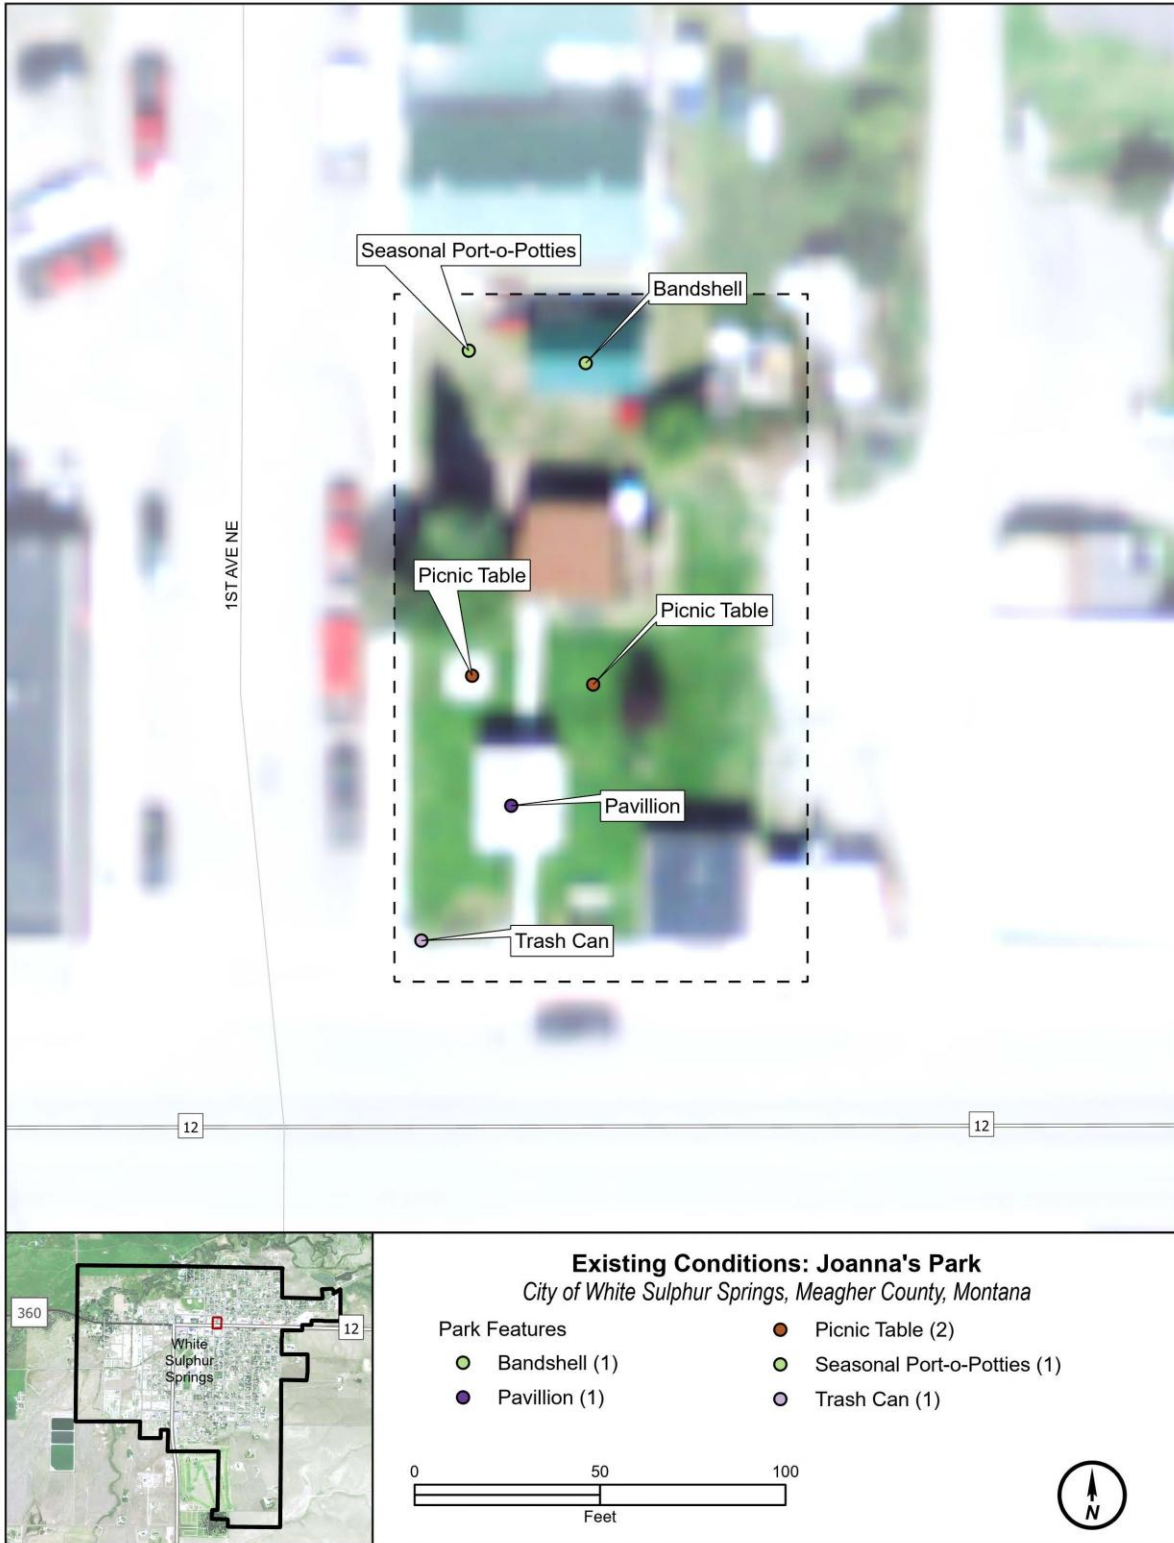 Seasonal Port-o-Potties
Bandshell
1ST AVE NE
Picnic Table
Picnic Table
Pavillion
Trash Can
12
12
360
12
White
Sulphur
Springs
Existing Conditions: Joanna's Park
City of White Sulphur Springs, Meagher County, Montana
Park Features
Bandshell (1)
Pavillion (1)
Picnic Table (2)
Seasonal Port-o-Potties (1)
Trash Can (1)
0 50 100
Feet
N